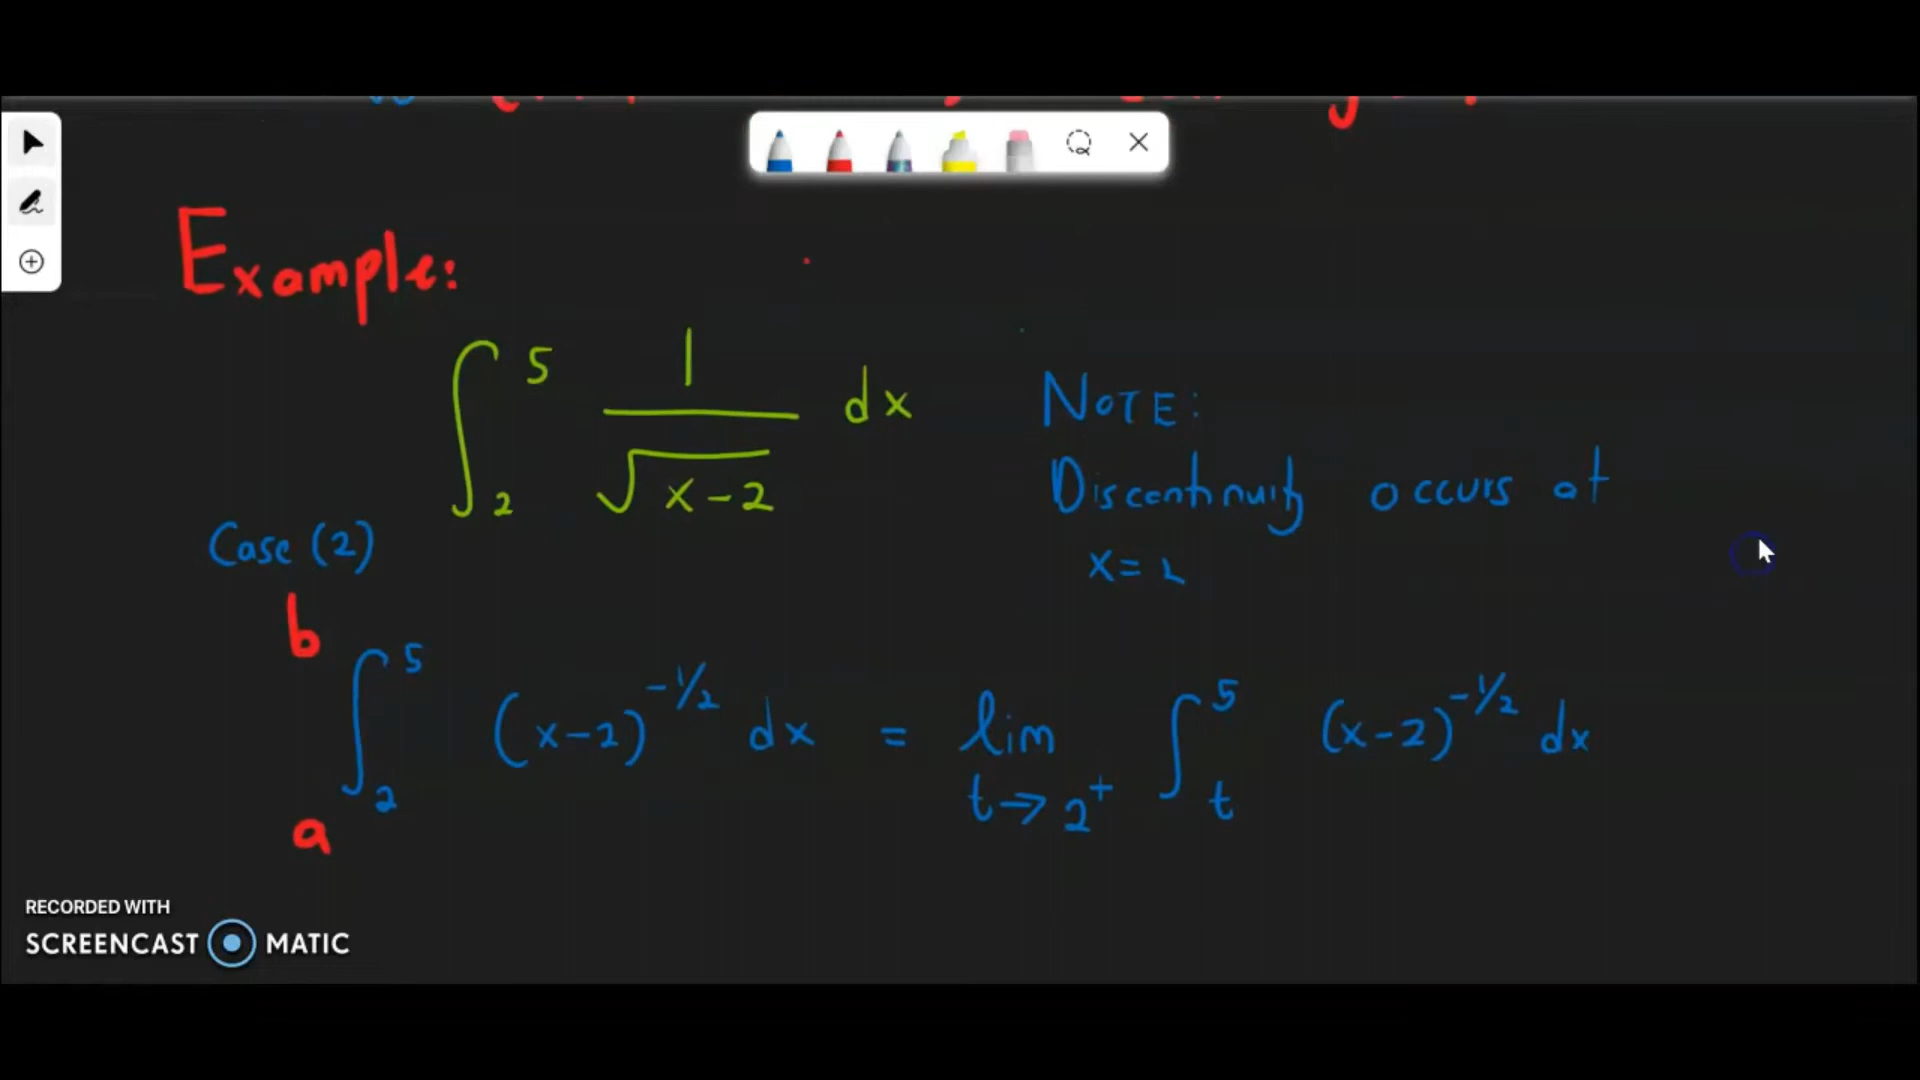 Example:
∫₂⁵ 1/√(x-2) dx
NOTE:
Discontinuity occurs at
x=2
Case (2)
b
∫₂⁵ (x-2)^(-1/2) dx = lim t→2⁺ ∫ₜ⁵ (x-2)^(-1/2) dx
a
RECORDED WITH
SCREENCAST MATIC